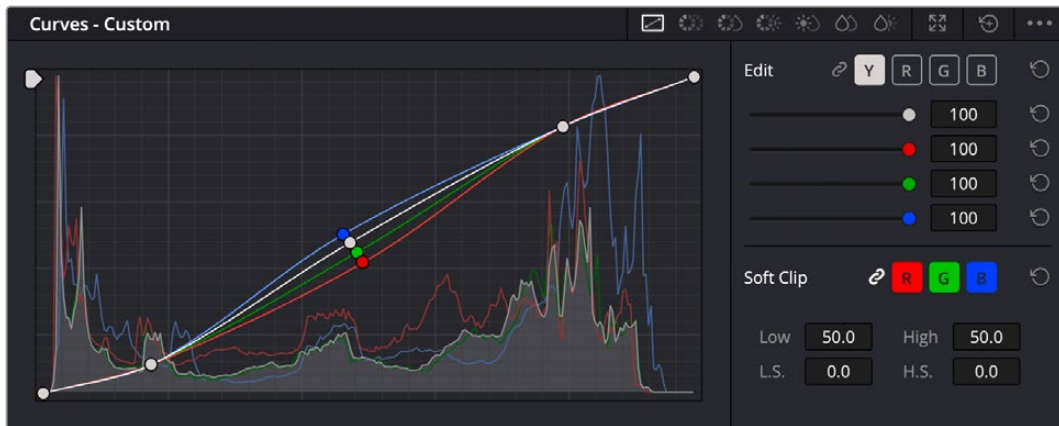 Curves - Custom
Edit Y R G B
100
100
100
100
Soft Clip R G B
Low 50.0 High 50.0
L.S. 0.0 H.S. 0.0